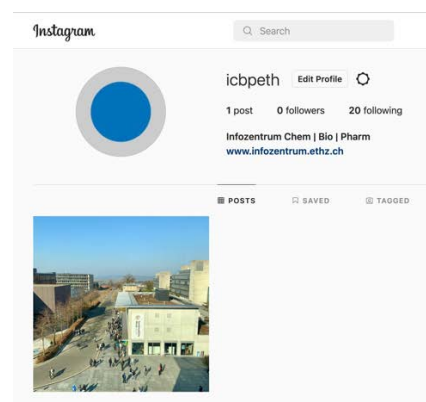 Instagram
Search
icbpeth Edit Profile
1 post 0 followers 20 following
Infozentrum Chem | Bio | Pharm
www.infozentrum.ethz.ch
POSTS SAVED TAGGED